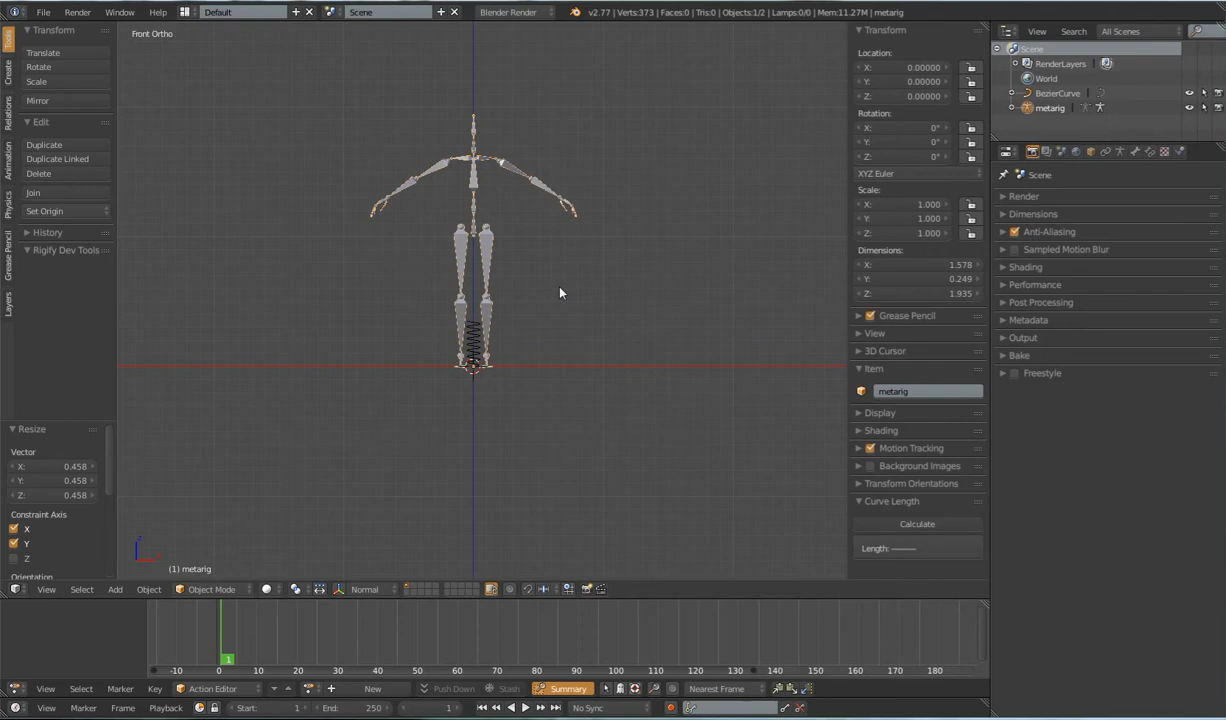 File Render Window Help Default Scene Blender Render v2.77 | Verts:373 | Faces:0 | Tris:0 | Objects:1/2 | Lamps:0/0 | Mem:11.27M | metarig
Tools
Create
Relations
Animation
Physics
Grease Pencil
Layers
Transform
Translate
Rotate
Scale
Mirror
Edit
Duplicate
Duplicate Linked
Delete
Join
Set Origin
History
Rigify Dev Tools
Resize
Vector
X: 0.458
Y: 0.458
Z: 0.458
Constraint Axis
X
Y
Z
Orientation
Front Ortho
(1) metarig
View Select Add Object Object Mode Normal
Transform
Location:
X: 0.00000
Y: 0.00000
Z: 0.00000
Rotation:
X: 0°
Y: 0°
Z: 0°
XYZ Euler
Scale:
X: 1.000
Y: 1.000
Z: 1.000
Dimensions:
X: 1.578
Y: 0.249
Z: 1.935
Grease Pencil
View
3D Cursor
Item
metarig
Display
Shading
Motion Tracking
Background Images
Transform Orientations
Curve Length
Calculate
Length: ———
View Search All Scenes
Scene
RenderLayers
World
BezierCurve
metarig
Scene
Render
Dimensions
Anti-Aliasing
Sampled Motion Blur
Shading
Performance
Post Processing
Metadata
Output
Bake
Freestyle
1
-10 0 10 20 30 40 50 60 70 80 90 100 110 120 130 140 150 160 170 180
View Select Marker Key Action Editor New Push Down Stash Summary Nearest Frame
View Marker Frame Playback Start: 1 End: 250 1 No Sync